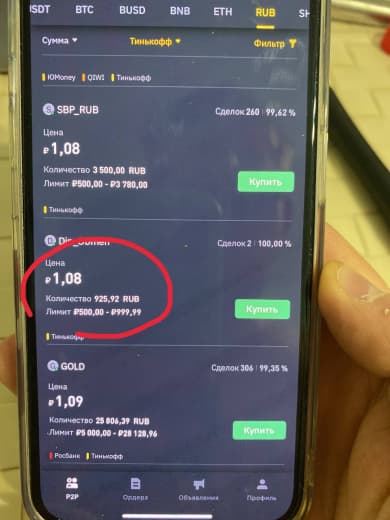 USDT BTC BUSD BNB ETH RUB SH
Сумма Тинькофф Фильтр
ЮMoney QIWI Тинькофф
SBP_RUB Сделок 260 99,62 %
Цена
₽ 1,08
Количество 3 500,00 RUB
Лимит ₽500,00 - ₽3 780,00
Купить
Тинькофф
Сделок 2 100,00 %
Цена
₽ 1,08
Количество 925,92 RUB
Лимит ₽500,00 - ₽999,99
Купить
Тинькофф
GOLD Сделок 306 99,35 %
Цена
₽ 1,09
Количество 25 806,39 RUB
Лимит ₽5 000,00 - ₽28 128,96
Купить
Росбанк Тинькофф
P2P Ордера Объявления Профиль